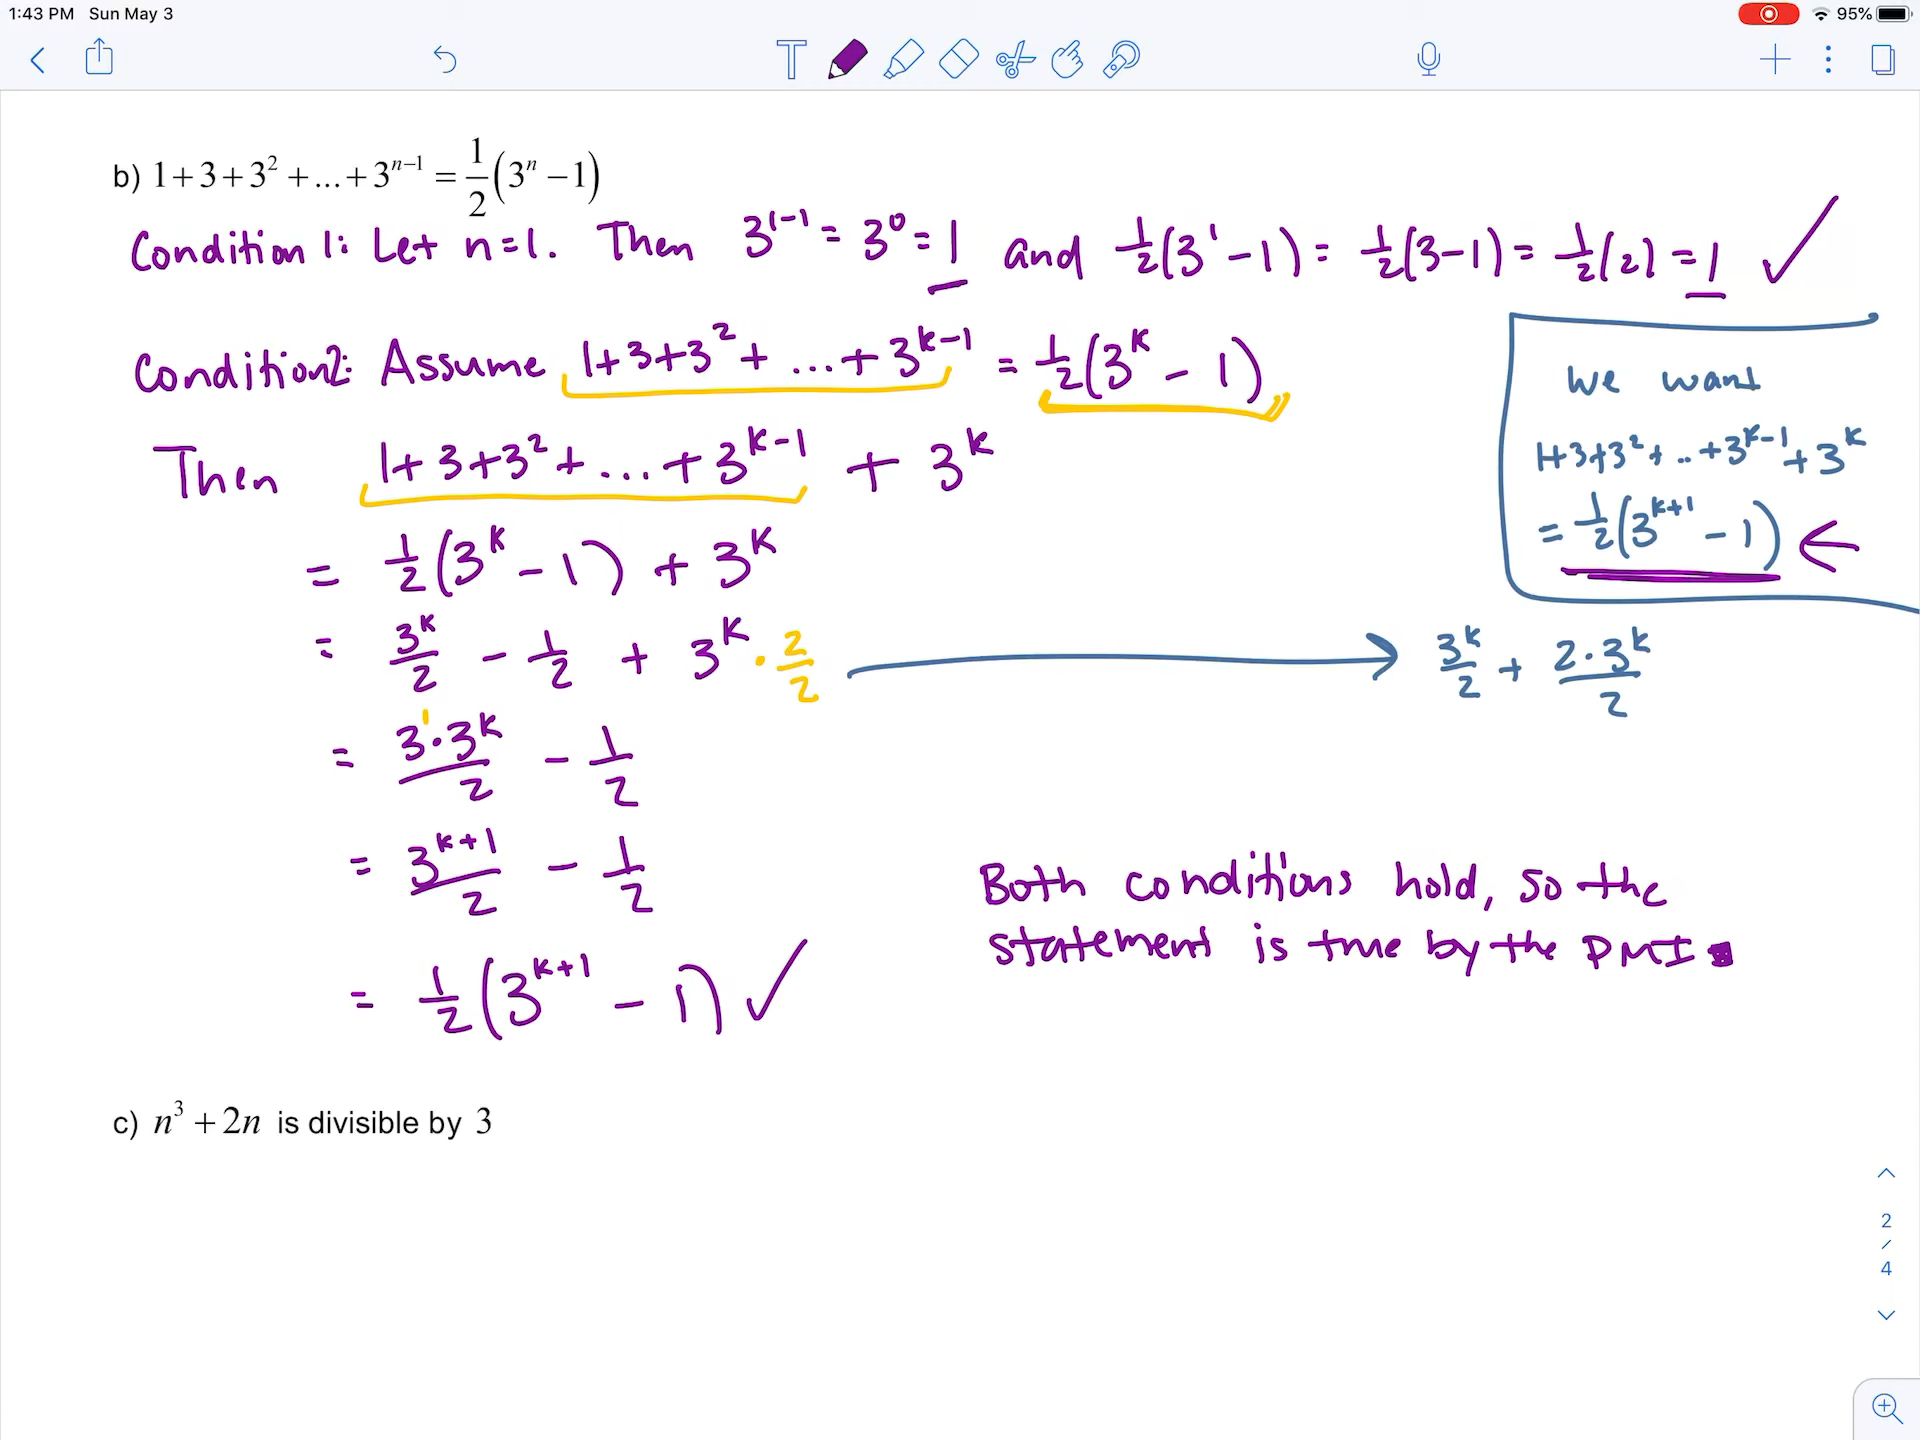 1:43 PM Sun May 3 95%
T
b) 1+3+3² +...+3ⁿ⁻¹ = 1/2 (3ⁿ −1)
Condition 1: Let n=1. Then 3¹⁻¹ = 3⁰ = 1 and 1/2(3¹ - 1) = 1/2(3-1) = 1/2(2) = 1 ✓
Condition2: Assume 1+3+3² + ...+ 3ᵏ⁻¹ = 1/2(3ᵏ - 1)
Then 1+3+3²+...+3ᵏ⁻¹ + 3ᵏ
= 1/2(3ᵏ - 1) + 3ᵏ
= 3ᵏ/2 - 1/2 + 3ᵏ · 2/2
= 3¹·3ᵏ/2 - 1/2
= 3ᵏ⁺¹/2 - 1/2
= 1/2(3ᵏ⁺¹ - 1) ✓
We want
1+3+3²+..+3ᵏ⁻¹+3ᵏ
= 1/2(3ᵏ⁺¹ - 1) ←
→ 3ᵏ/2 + 2·3ᵏ/2
Both conditions hold, so the
statement is true by the PMI.
c) n³ + 2n is divisible by 3
2
/
4